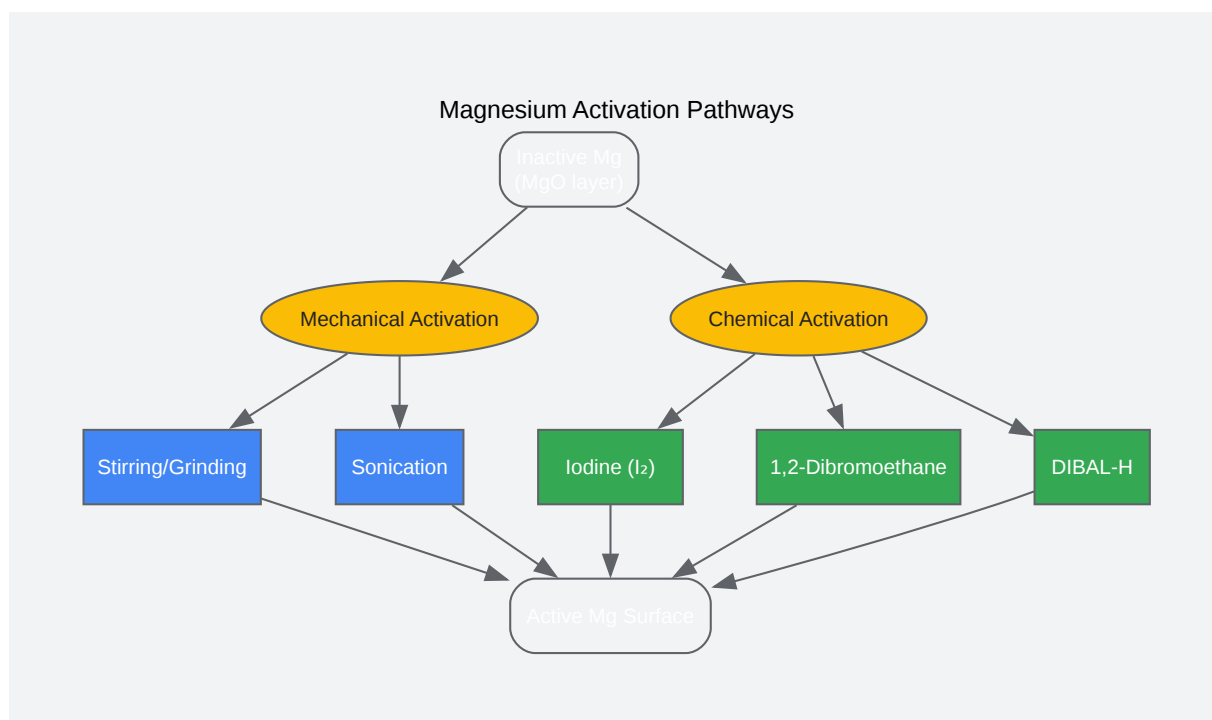 Magnesium Activation Pathways
Inactive Mg
(MgO layer)
Mechanical Activation
Chemical Activation
Stirring/Grinding
Sonication
Iodine (I₂)
1,2-Dibromoethane
DIBAL-H
Active Mg Surface